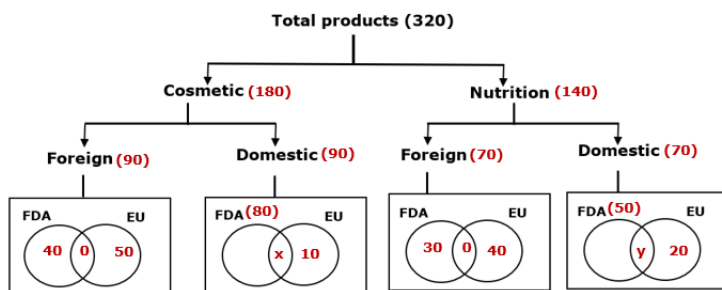 Total products (320)
Cosmetic (180) Nutrition (140)
Foreign (90) Domestic (90) Foreign (70) Domestic (70)
FDA EU FDA (80) EU FDA EU FDA (50) EU
40 0 50 x 10 30 0 40 y 20